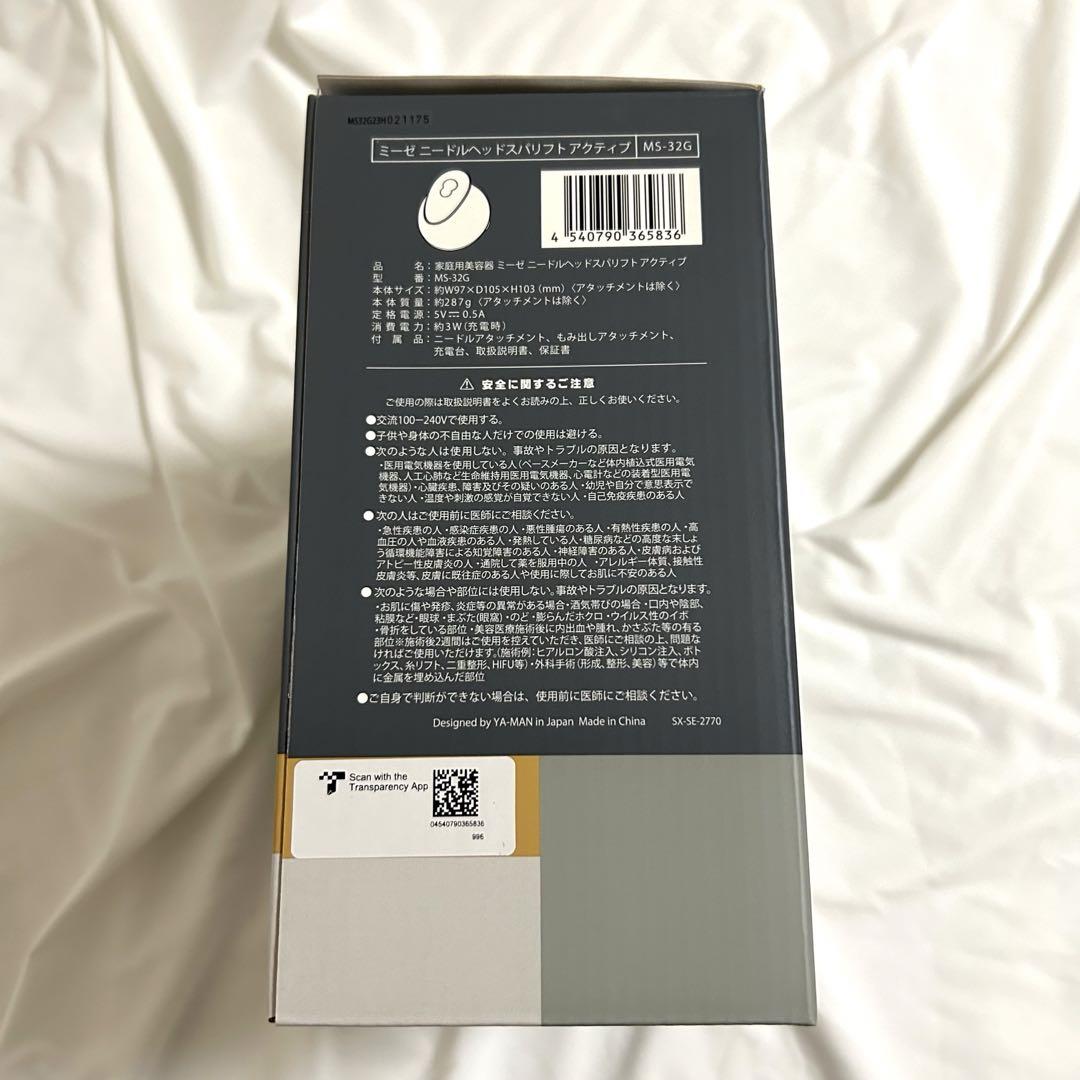 MS32G23H021175
ミーゼ ニードルヘッドスパリフト アクティブ MS-32G
4 540790 365836
品 名：家庭用美容器 ミーゼ ニードルヘッドスパリフト アクティブ
型 番：MS-32G
本体サイズ：約W97×D105×H103（mm）〈アタッチメントは除く〉
本体質量：約287g〈アタッチメントは除く〉
定格電源：5V⎓0.5A
消費電力：約3W（充電時）
付属品：ニードルアタッチメント、もみ出しアタッチメント、
充電台、取扱説明書、保証書
⚠ 安全に関するご注意
ご使用の際は取扱説明書をよくお読みの上、正しくお使いください。
●交流100−240Vで使用する。
●子供や身体の不自由な人だけでの使用は避ける。
●次のような人は使用しない。事故やトラブルの原因となります。
・医用電気機器を使用している人（ペースメーカーなど体内植込式医用電気
機器、人工心肺など生命維持用医用電気機器、心電計などの装着型医用電
気機器）・心臓疾患、障害及びその疑いのある人・幼児や自分で意思表示で
きない人・温度や刺激の感覚が自覚できない人・自己免疫疾患のある人
●次の人はご使用前に医師にご相談ください。
・急性疾患の人・感染症疾患の人・悪性腫瘍のある人・有熱性疾患の人・高
血圧の人や血液疾患のある人・発熱している人・糖尿病などの高度な末しょ
う循環機能障害による知覚障害のある人・神経障害のある人・皮膚病および
アトピー性皮膚炎の人・通院して薬を服用中の人 ・アレルギー体質、接触性
皮膚炎等、皮膚に既往症のある人や使用に際してお肌に不安のある人
●次のような場合や部位には使用しない。事故やトラブルの原因となります。
・お肌に傷や発疹、炎症等の異常がある場合・酒気帯びの場合・口内や陰部、
粘膜など・眼球・まぶた(眼窩)・のど・膨らんだホクロ・ウイルス性のイボ
・骨折をしている部位・美容医療施術後に内出血や腫れ、かさぶた等の有る
部位※施術後2週間はご使用を控えていただき、医師にご相談の上、問題な
ければご使用いただけます。(施術例：ヒアルロン酸注入、シリコン注入、ボト
ックス、糸リフト、二重整形、HIFU等)・外科手術(形成、整形、美容)等で体内
に金属を埋め込んだ部位
●ご自身で判断ができない場合は、使用前に医師にご相談ください。
Designed by YA-MAN in Japan Made in China SX-SE-2770
Scan with the
Transparency App
04540790365836
996